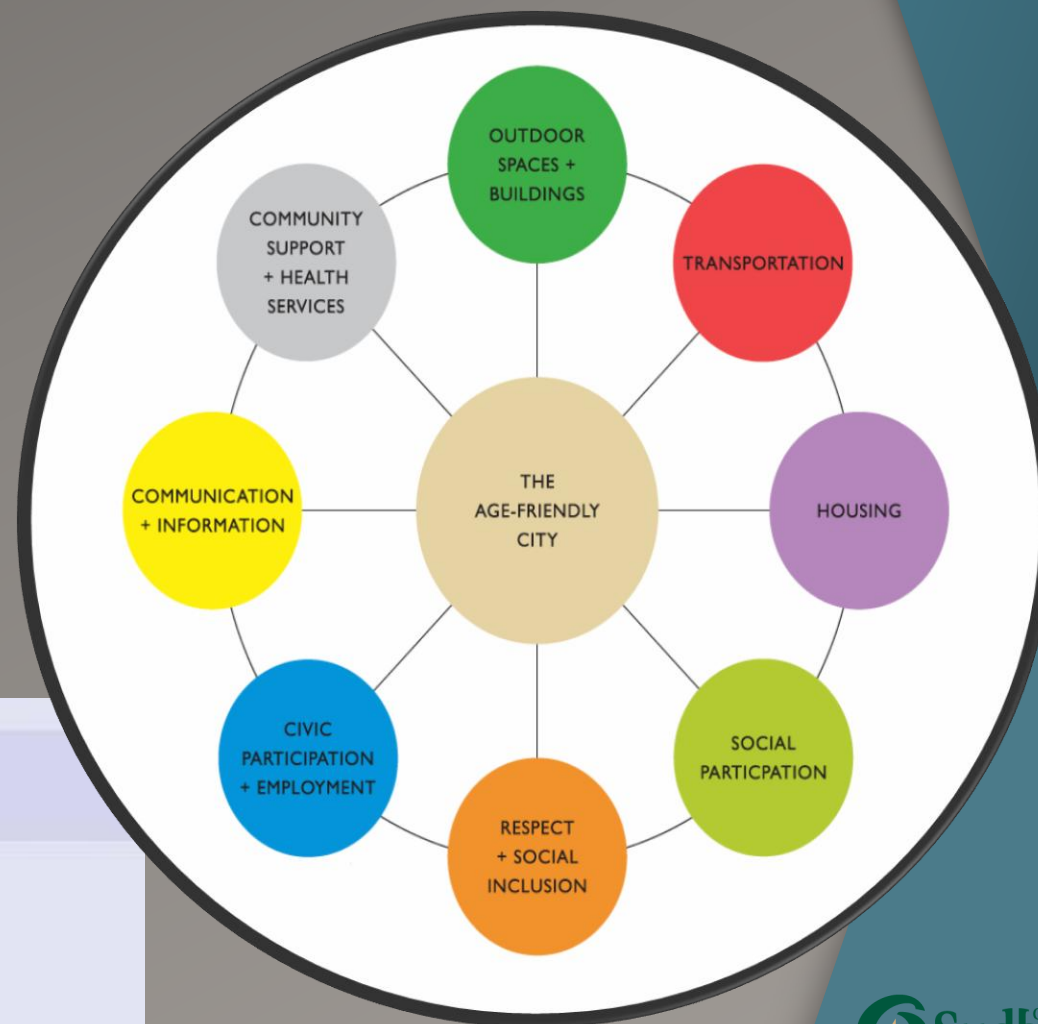 OUTDOOR
SPACES +
BUILDINGS
TRANSPORTATION
HOUSING
SOCIAL
PARTICPATION
RESPECT
+ SOCIAL
INCLUSION
CIVIC
PARTICIPATION
+ EMPLOYMENT
COMMUNICATION
+ INFORMATION
COMMUNITY
SUPPORT
+ HEALTH
SERVICES
THE
AGE-FRIENDLY
CITY